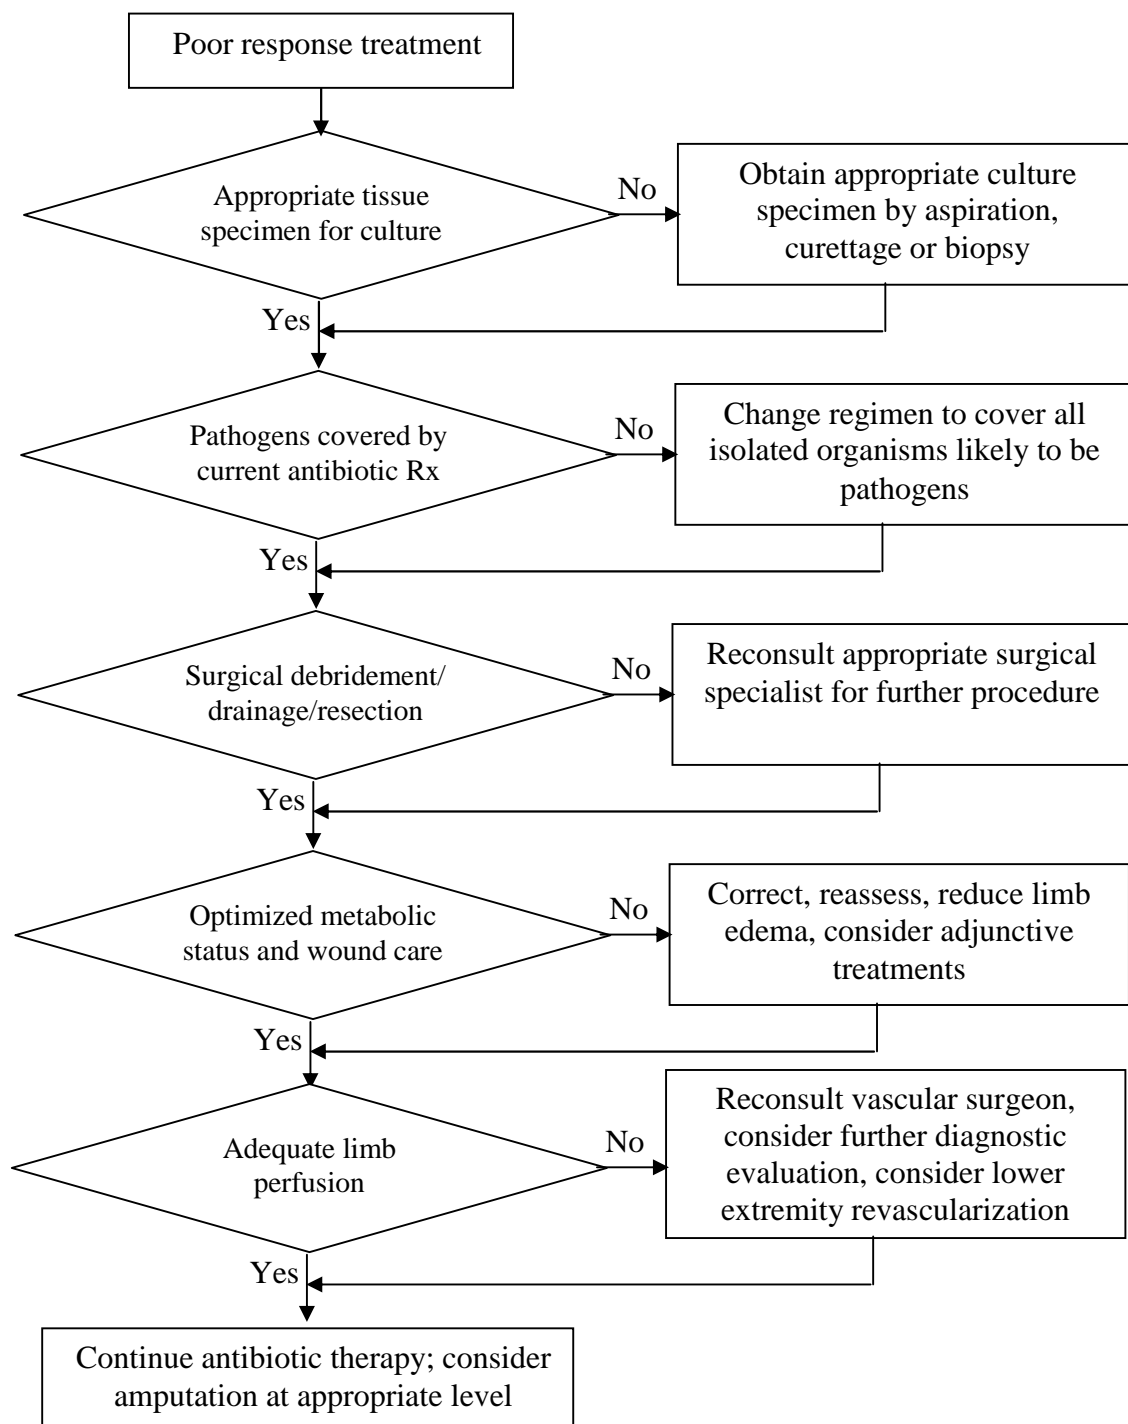 Poor response treatment
Appropriate tissue
specimen for culture
No
Obtain appropriate culture
specimen by aspiration,
curettage or biopsy
Yes
Pathogens covered by
current antibiotic Rx
No
Change regimen to cover all
isolated organisms likely to be
pathogens
Yes
Surgical debridement/
drainage/resection
No
Reconsult appropriate surgical
specialist for further procedure
Yes
Optimized metabolic
status and wound care
No
Correct, reassess, reduce limb
edema, consider adjunctive
treatments
Yes
Adequate limb
perfusion
No
Reconsult vascular surgeon,
consider further diagnostic
evaluation, consider lower
extremity revascularization
Yes
Continue antibiotic therapy; consider
amputation at appropriate level